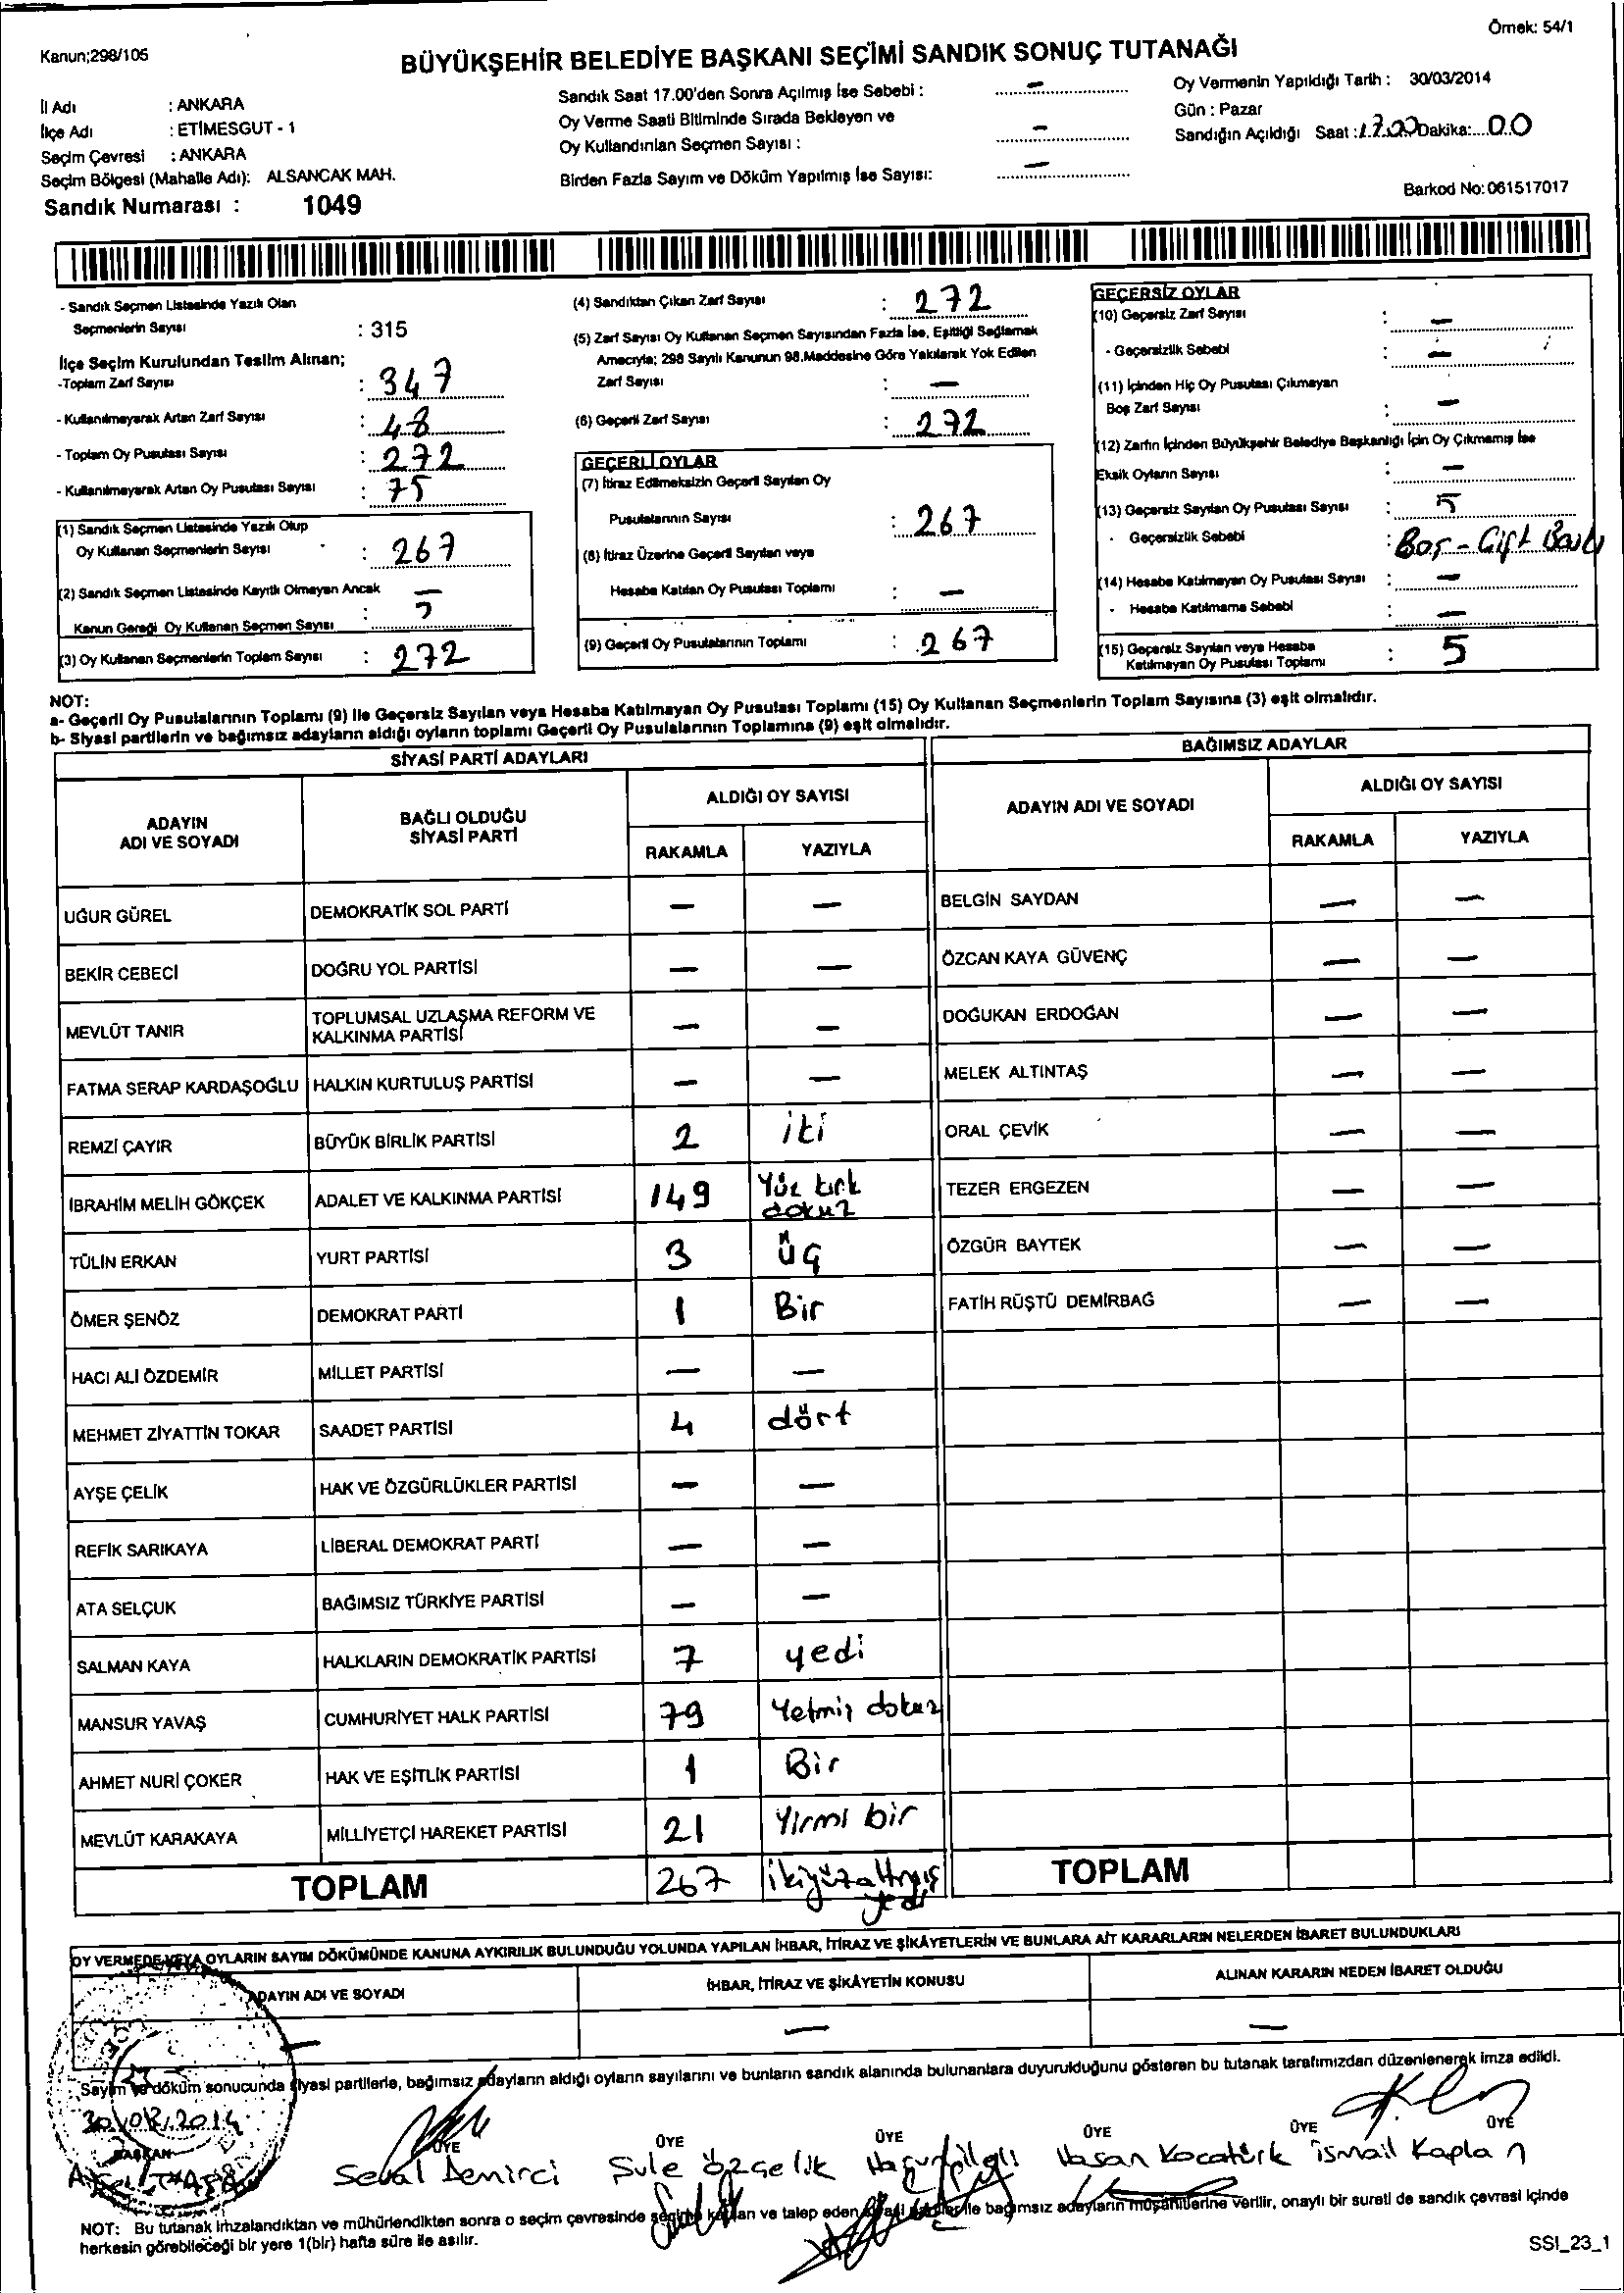 Örnek: 54/1
Kanun;298/105
BÜYÜKŞEHİR BELEDİYE BAŞKANI SEÇİMİ SANDIK SONUÇ TUTANAĞI
İl Adı : ANKARA
İlçe Adı : ETİMESGUT - 1
Seçim Çevresi : ANKARA
Seçim Bölgesi (Mahalle Adı): ALSANCAK MAH.
Sandık Numarası : 1049
Sandık Saat 17.00'den Sonra Açılmış İse Sebebi : –
Oy Verme Saati Bitiminde Sırada Bekleyen ve
Oy Kullandırılan Seçmen Sayısı : –
Birden Fazla Sayım ve Döküm Yapılmış İse Sayısı: –
Oy Vermenin Yapıldığı Tarih : 30/03/2014
Gün : Pazar
Sandığın Açıldığı Saat : 17.00 Dakika: 00
Barkod No: 061517017
- Sandık Seçmen Listesinde Yazılı Olan
Seçmenlerin Sayısı : 315
İlçe Seçim Kurulundan Teslim Alınan;
-Toplam Zarf Sayısı : 347
- Kullanılmayarak Artan Zarf Sayısı : 48
- Toplam Oy Pusulası Sayısı : 272
- Kullanılmayarak Artan Oy Pusulası Sayısı : 75
(1) Sandık Seçmen Listesinde Yazılı Olup
Oy Kullanan Seçmenlerin Sayısı : 267
(2) Sandık Seçmen Listesinde Kayıtlı Olmayan Ancak
Kanun Gereği Oy Kullanan Seçmen Sayısı : 5
(3) Oy Kullanan Seçmenlerin Toplam Sayısı : 272
(4) Sandıktan Çıkan Zarf Sayısı : 272
(5) Zarf Sayısı Oy Kullanan Seçmen Sayısından Fazla İse, Eşitliği Sağlamak
Amacıyla; 298 Sayılı Kanunun 98.Maddesine Göre Yakılarak Yok Edilen
Zarf Sayısı : –
(6) Geçerli Zarf Sayısı : 272
GEÇERLİ OYLAR
(7) İtiraz Edilmeksizin Geçerli Sayılan Oy
Pusulalarının Sayısı : 267
(8) İtiraz Üzerine Geçerli Sayılan veya
Hesaba Katılan Oy Pusulası Toplamı : –
(9) Geçerli Oy Pusulalarının Toplamı : 267
GEÇERSİZ OYLAR
(10) Geçersiz Zarf Sayısı : –
- Geçersizlik Sebebi : –
(11) İçinden Hiç Oy Pusulası Çıkmayan
Boş Zarf Sayısı : –
(12) Zarfın İçinden Büyükşehir Belediye Başkanlığı İçin Oy Çıkmamış İse
Eksik Oyların Sayısı : –
(13) Geçersiz Sayılan Oy Pusulası Sayısı : 5
- Geçersizlik Sebebi : Boş - Çift Baskı
(14) Hesaba Katılmayan Oy Pusulası Sayısı : –
- Hesaba Katılmama Sebebi : –
(15) Geçersiz Sayılan veya Hesaba
Katılmayan Oy Pusulası Toplamı : 5
NOT:
a- Geçerli Oy Pusulalarının Toplamı (9) ile Geçersiz Sayılan veya Hesaba Katılmayan Oy Pusulası Toplamı (15) Oy Kullanan Seçmenlerin Toplam Sayısına (3) eşit olmalıdır.
b- Siyasi partilerin ve bağımsız adayların aldığı oyların toplamı Geçerli Oy Pusulalarının Toplamına (9) eşit olmalıdır.
SİYASİ PARTİ ADAYLARI
ADAYIN ADI VE SOYADI BAĞLI OLDUĞU SİYASİ PARTİ ALDIĞI OY SAYISI RAKAMLA YAZIYLA
UĞUR GÜREL DEMOKRATİK SOL PARTİ – –
BEKİR CEBECİ DOĞRU YOL PARTİSİ – –
MEVLÜT TANIR TOPLUMSAL UZLAŞMA REFORM VE KALKINMA PARTİSİ – –
FATMA SERAP KARDAŞOĞLU HALKIN KURTULUŞ PARTİSİ – –
REMZİ ÇAYIR BÜYÜK BİRLİK PARTİSİ 2 iki
İBRAHİM MELİH GÖKÇEK ADALET VE KALKINMA PARTİSİ 149 Yüz kırk dokuz
TÜLİN ERKAN YURT PARTİSİ 3 üç
ÖMER ŞENÖZ DEMOKRAT PARTİ 1 Bir
HACI ALİ ÖZDEMİR MİLLET PARTİSİ – –
MEHMET ZİYATTİN TOKAR SAADET PARTİSİ 4 dört
AYŞE ÇELİK HAK VE ÖZGÜRLÜKLER PARTİSİ – –
REFİK SARIKAYA LİBERAL DEMOKRAT PARTİ – –
ATA SELÇUK BAĞIMSIZ TÜRKİYE PARTİSİ – –
SALMAN KAYA HALKLARIN DEMOKRATİK PARTİSİ 7 yedi
MANSUR YAVAŞ CUMHURİYET HALK PARTİSİ 79 Yetmiş dokuz
AHMET NURİ ÇOKER HAK VE EŞİTLİK PARTİSİ 1 Bir
MEVLÜT KARAKAYA MİLLİYETÇİ HAREKET PARTİSİ 21 Yirmi bir
TOPLAM 267 ikiyüzaltmış yedi
BAĞIMSIZ ADAYLAR
ADAYIN ADI VE SOYADI ALDIĞI OY SAYISI RAKAMLA YAZIYLA
BELGİN SAYDAN – –
ÖZCAN KAYA GÜVENÇ – –
DOĞUKAN ERDOĞAN – –
MELEK ALTINTAŞ – –
ORAL ÇEVİK – –
TEZER ERGEZEN – –
ÖZGÜR BAYTEK – –
FATİH RÜŞTÜ DEMİRBAĞ – –
TOPLAM
OY VERMEDE VEYA OYLARIN SAYIM DÖKÜMÜNDE KANUNA AYKIRILIK BULUNDUĞU YOLUNDA YAPILAN İHBAR, İTİRAZ VE ŞİKÂYETLERİN VE BUNLARA AİT KARARLARIN NELERDEN İBARET BULUNDUKLARI
ADAYIN ADI VE SOYADI İHBAR, İTİRAZ VE ŞİKÂYETİN KONUSU ALINAN KARARIN NEDEN İBARET OLDUĞU
– – –
Sayım ve döküm sonucunda siyasi partilerle, bağımsız adayların aldığı oyların sayılarını ve bunların sandık alanında bulunanlara duyurulduğunu gösteren bu tutanak tarafımızdan düzenlenerek imza edildi.
30/03/2014
BAŞKAN ÜYE ÜYE ÜYE ÜYE ÜYE ÜYE
Seval Demirci Şule Özçelik Hasan Kocatürk İsmail Kaplan
NOT: Bu tutanak imzalandıktan ve mühürlendikten sonra o seçim çevresinde seçime katılan ve talep eden siyasi partiler ile bağımsız adayların müşahitlerine verilir, onaylı bir sureti de sandık çevresi içinde
herkesin görebileceği bir yere 1(bir) hafta süre ile asılır.
SSI_23_1